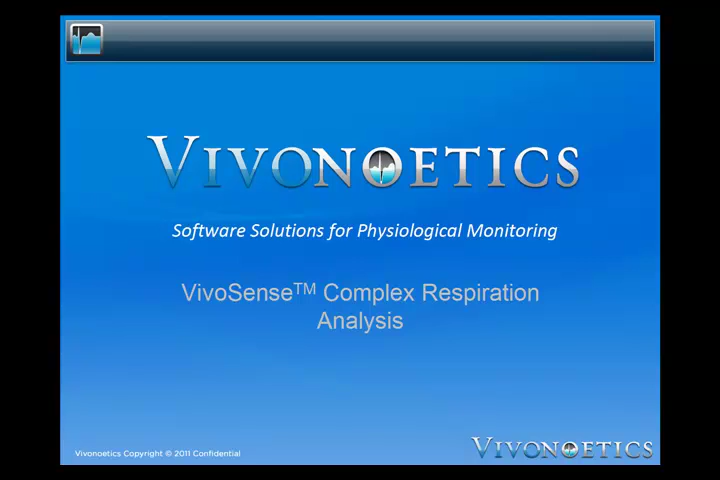 VIVONOETICS
Software Solutions for Physiological Monitoring
VivoSense™ Complex Respiration
Analysis
Vivonoetics Copyright © 2011 Confidential
VIVONOETICS